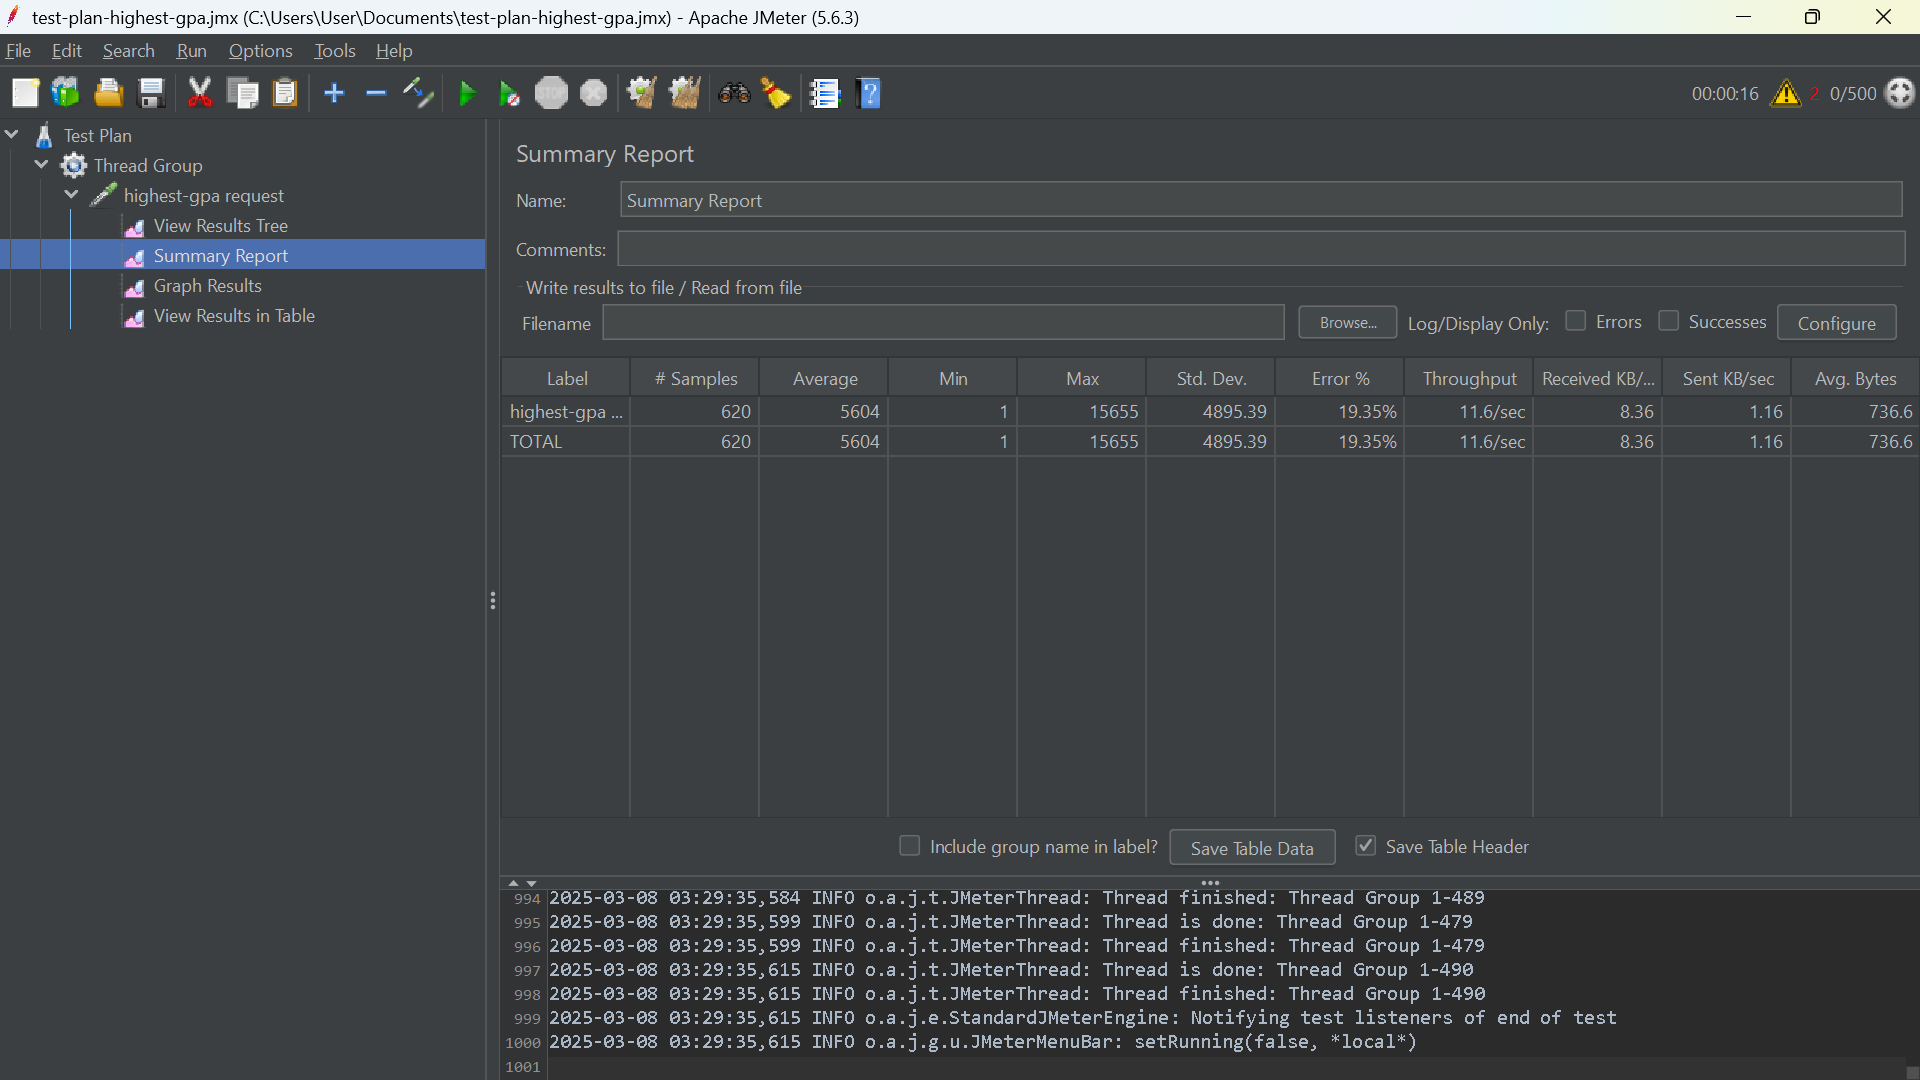 test-plan-highest-gpa.jmx (C:\Users\User\Documents\test-plan-highest-gpa.jmx) - Apache JMeter (5.6.3)
File Edit Search Run Options Tools Help
STOP 00:00:16 2 0/500
Test Plan
Thread Group
highest-gpa request
View Results Tree
Summary Report
Graph Results
View Results in Table
Summary Report
Name: Summary Report
Comments:
Write results to file / Read from file
Filename Browse... Log/Display Only: Errors Successes Configure
Label # Samples Average Min Max Std. Dev. Error % Throughput Received KB/... Sent KB/sec Avg. Bytes
highest-gpa ... 620 5604 1 15655 4895.39 19.35% 11.6/sec 8.36 1.16 736.6
TOTAL 620 5604 1 15655 4895.39 19.35% 11.6/sec 8.36 1.16 736.6
Include group name in label? Save Table Data Save Table Header
994 2025-03-08 03:29:35,584 INFO o.a.j.t.JMeterThread: Thread finished: Thread Group 1-489
995 2025-03-08 03:29:35,599 INFO o.a.j.t.JMeterThread: Thread is done: Thread Group 1-479
996 2025-03-08 03:29:35,599 INFO o.a.j.t.JMeterThread: Thread finished: Thread Group 1-479
997 2025-03-08 03:29:35,615 INFO o.a.j.t.JMeterThread: Thread is done: Thread Group 1-490
998 2025-03-08 03:29:35,615 INFO o.a.j.t.JMeterThread: Thread finished: Thread Group 1-490
999 2025-03-08 03:29:35,615 INFO o.a.j.e.StandardJMeterEngine: Notifying test listeners of end of test
1000 2025-03-08 03:29:35,615 INFO o.a.j.g.u.JMeterMenuBar: setRunning(false, *local*)
1001